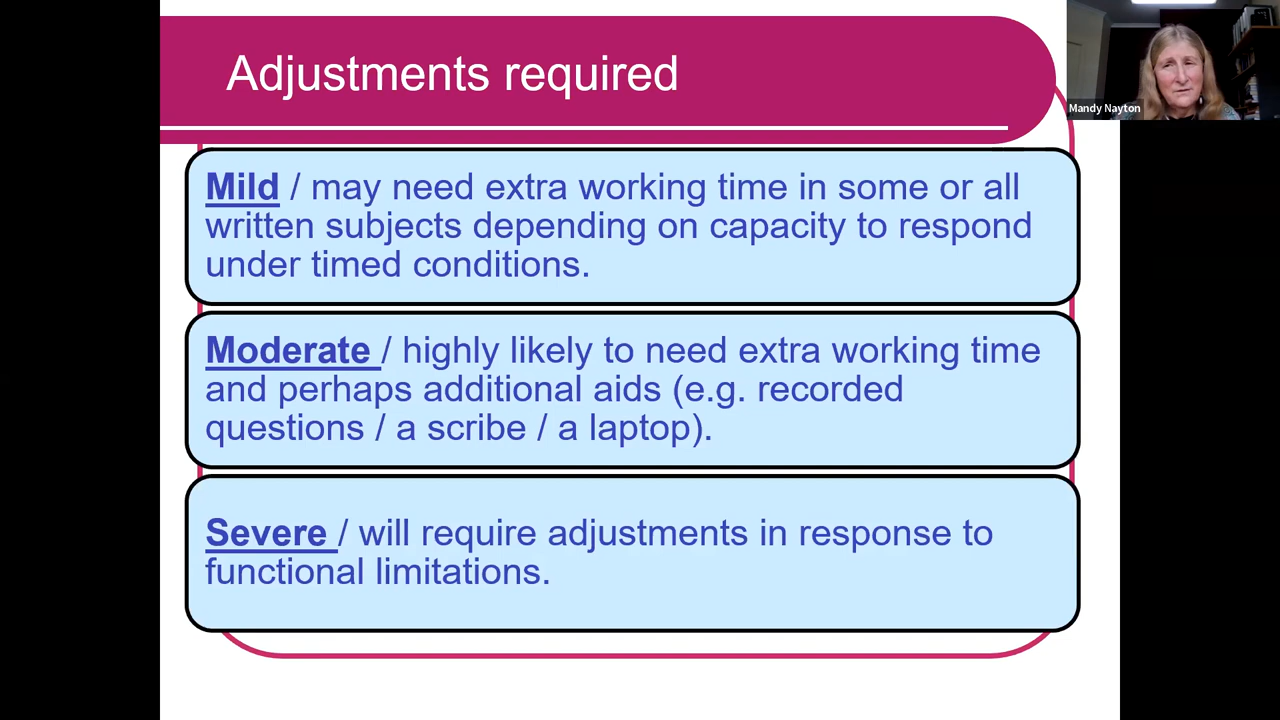 Adjustments required
Mandy Nayton
Mild / may need extra working time in some or all
written subjects depending on capacity to respond
under timed conditions.
Moderate / highly likely to need extra working time
and perhaps additional aids (e.g. recorded
questions / a scribe / a laptop).
Severe / will require adjustments in response to
functional limitations.